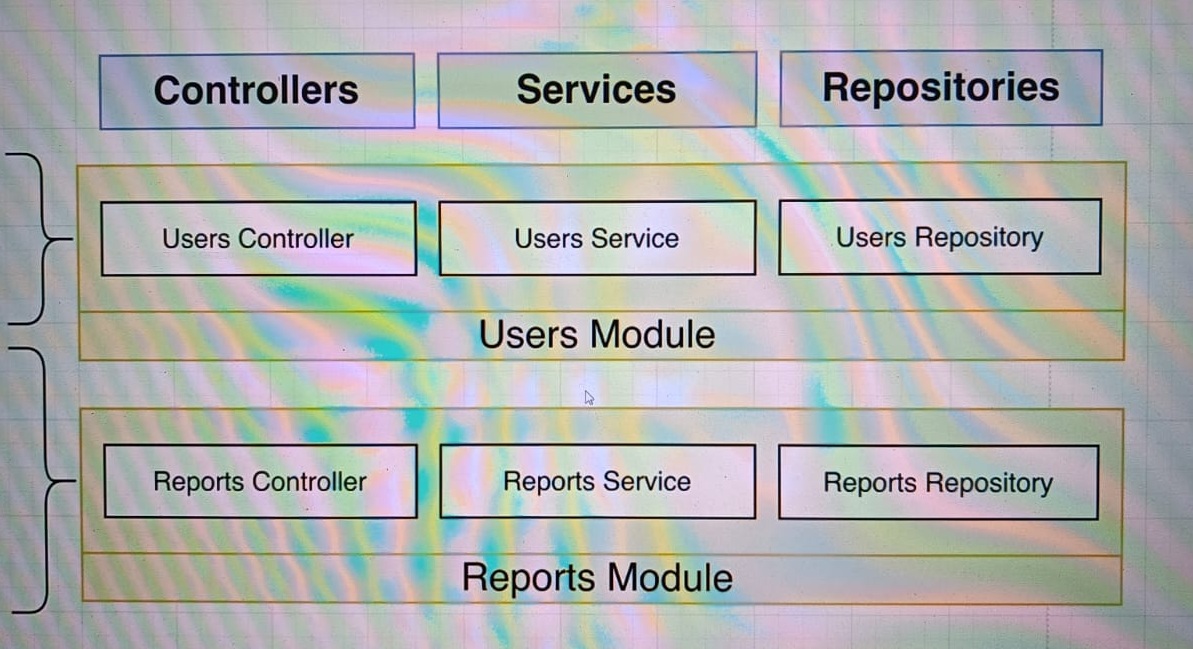 Controllers
Services
Repositories
Users Controller
Users Service
Users Repository
Users Module
Reports Controller
Reports Service
Reports Repository
Reports Module